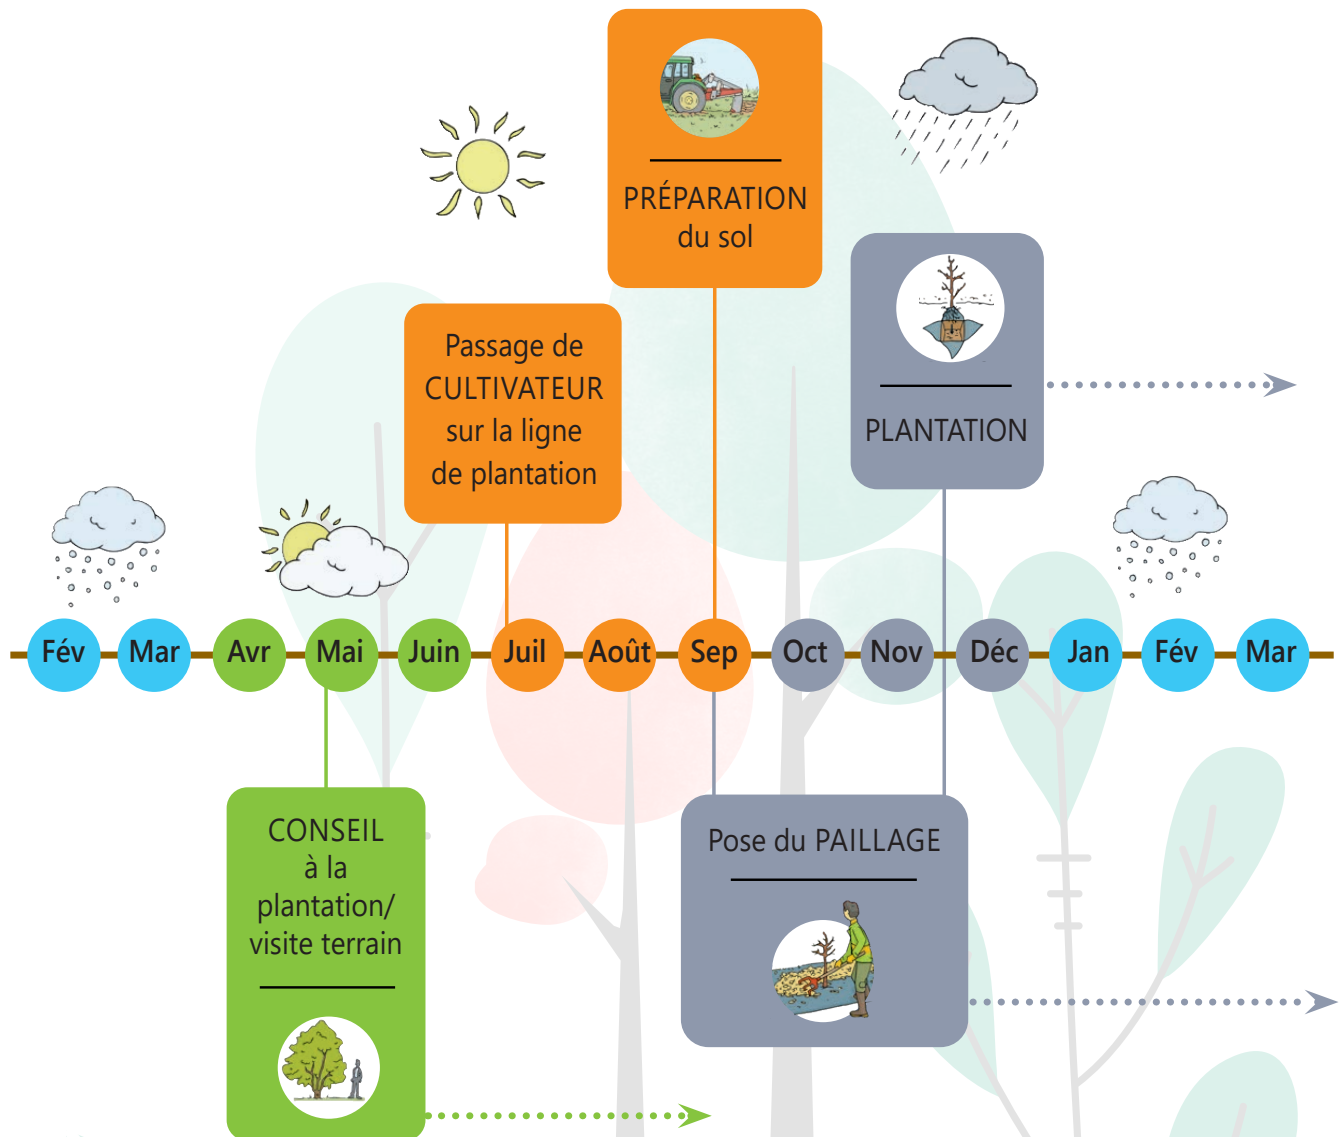 PRÉPARATION
du sol
Passage de
CULTIVATEUR
sur la ligne
de plantation
PLANTATION
Fév Mar Avr Mai Juin Juil Août Sep Oct Nov Déc Jan Fév Mar
CONSEIL
à la
plantation/
visite terrain
Pose du PAILLAGE